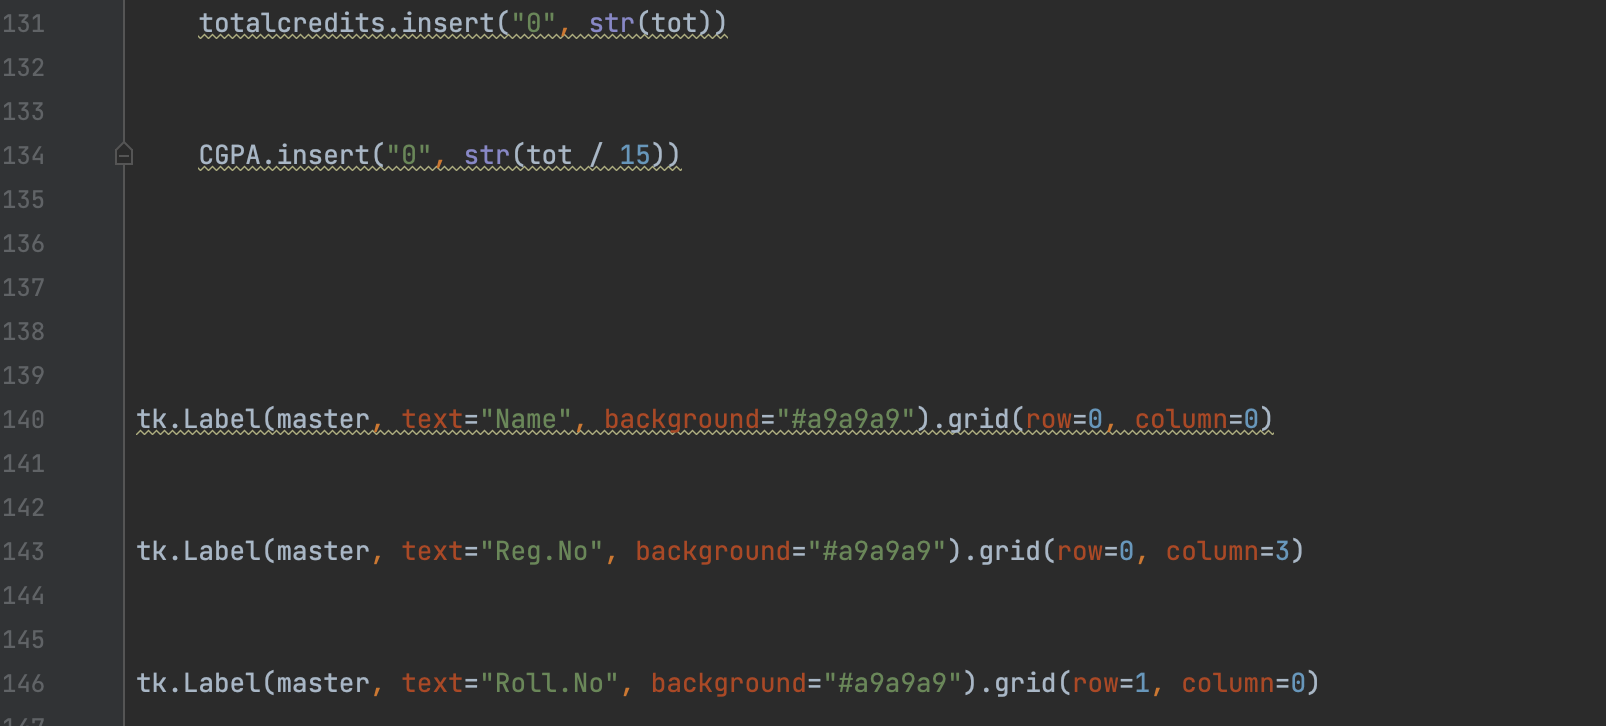 131 totalcredits.insert("0", str(tot))
132
133
134 CGPA.insert("0", str(tot / 15))
135
136
137
138
139
140 tk.Label(master, text="Name", background="#a9a9a9").grid(row=0, column=0)
141
142
143 tk.Label(master, text="Reg.No", background="#a9a9a9").grid(row=0, column=3)
144
145
146 tk.Label(master, text="Roll.No", background="#a9a9a9").grid(row=1, column=0)
147